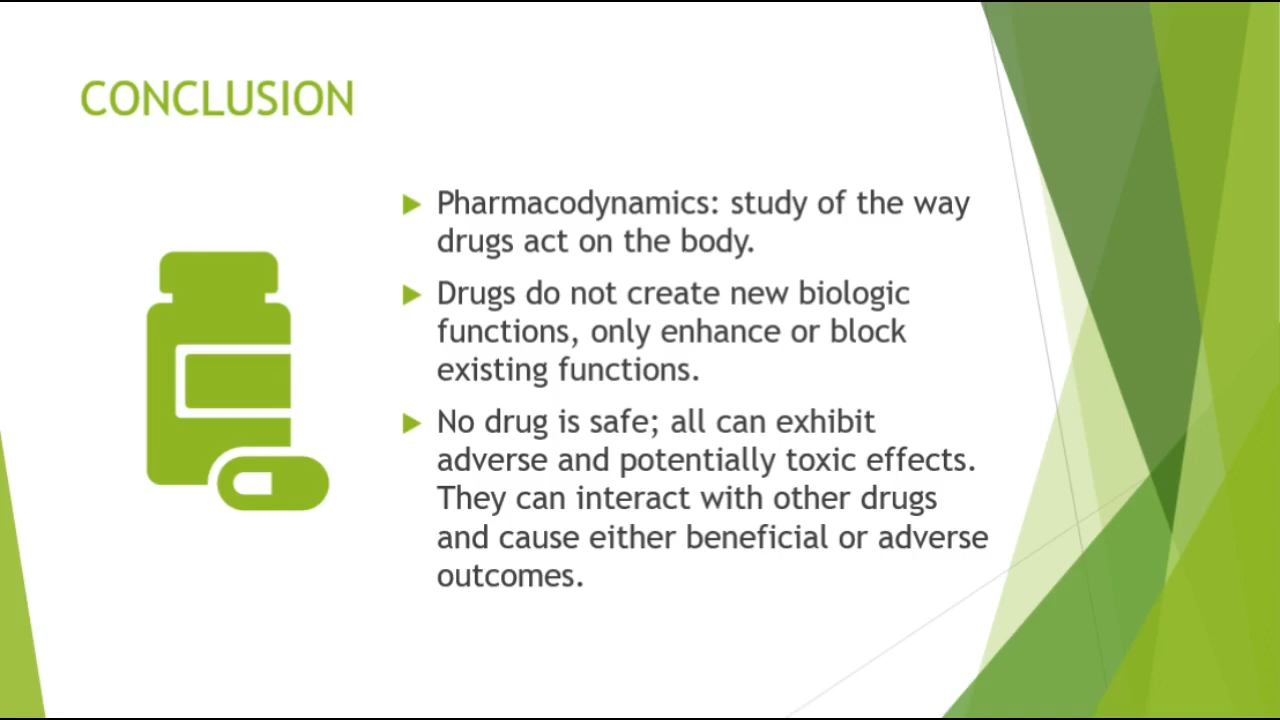 CONCLUSION
Pharmacodynamics: study of the way
drugs act on the body.
Drugs do not create new biologic
functions, only enhance or block
existing functions.
No drug is safe; all can exhibit
adverse and potentially toxic effects.
They can interact with other drugs
and cause either beneficial or adverse
outcomes.